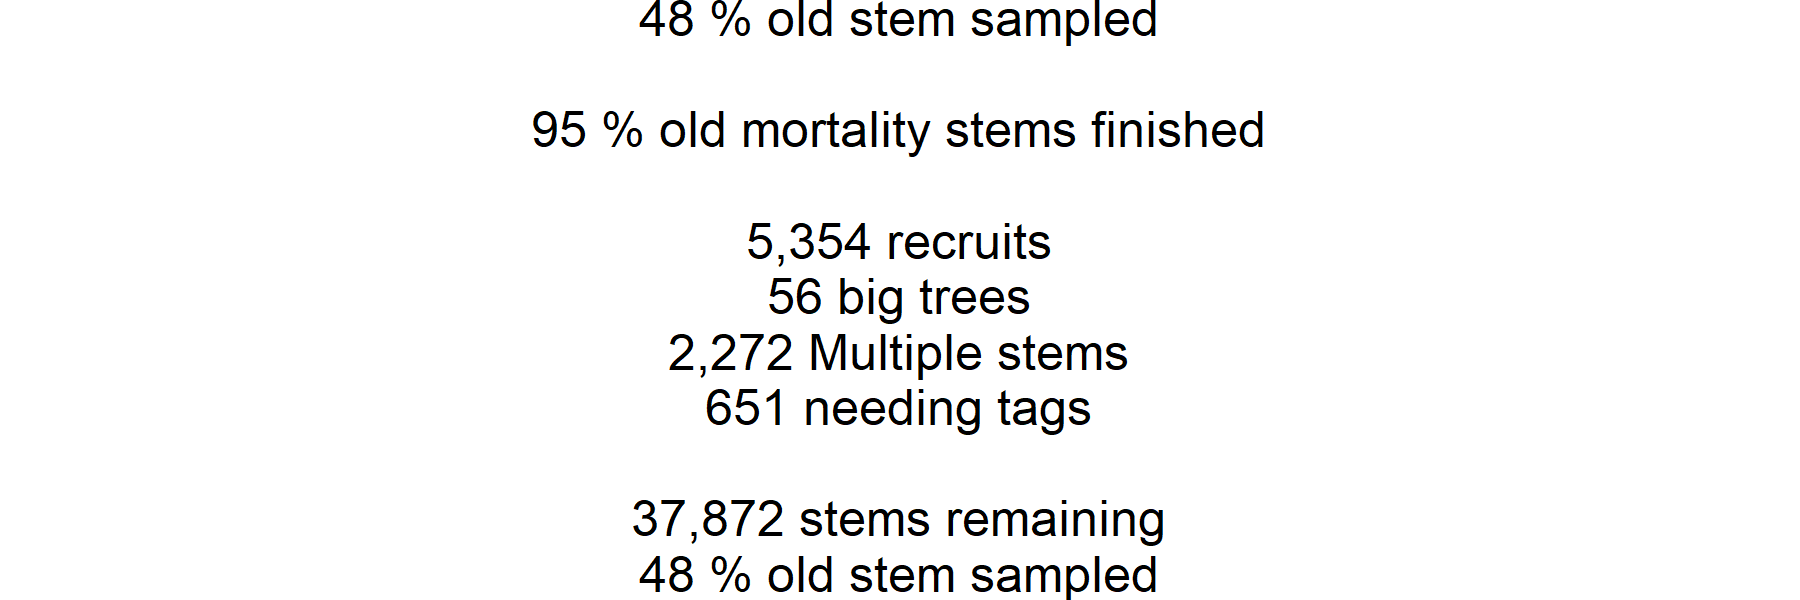 48 % old stem sampled
95 % old mortality stems finished
5,354 recruits
56 big trees
2,272 Multiple stems
651 needing tags
37,872 stems remaining
48 % old stem sampled